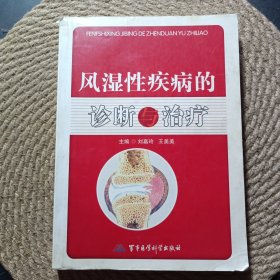 FENGSHIXING JIBING DE ZHENDUAN YU ZHILIAO
风湿性疾病的
诊断与治疗
主编 ◎ 刘嘉玲 王美美
军事医学科学出版社